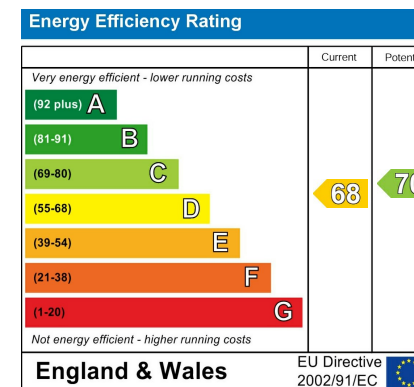 Energy Efficiency Rating
Current
Very energy efficient - lower running costs
(92 plus) A
(81-91) B
(69-80) C
(55-68) D
(39-54) E
(21-38) F
(1-20) G
68
Not energy efficient - higher running costs
England & Wales
EU Directive
2002/91/EC